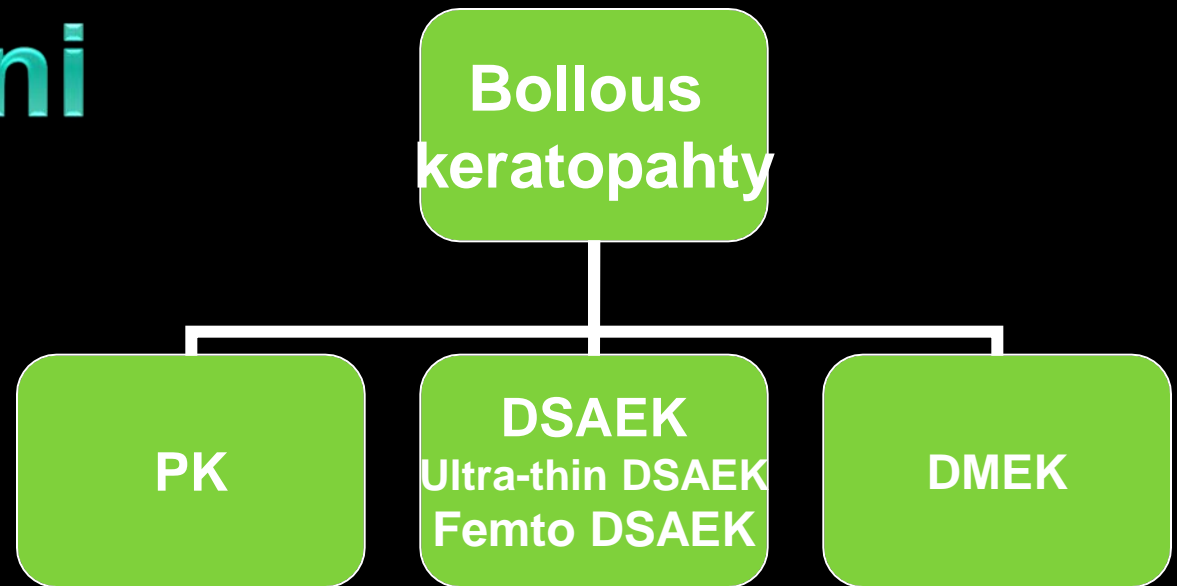 ni
Bollous
keratopahty
PK
DSAEK
Ultra-thin DSAEK
Femto DSAEK
DMEK